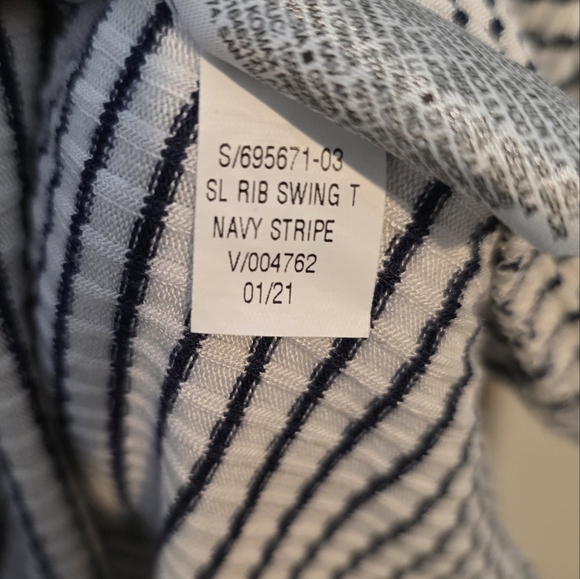 S/695671-03
SL RIB SWING T
NAVY STRIPE
V/004762
01/21